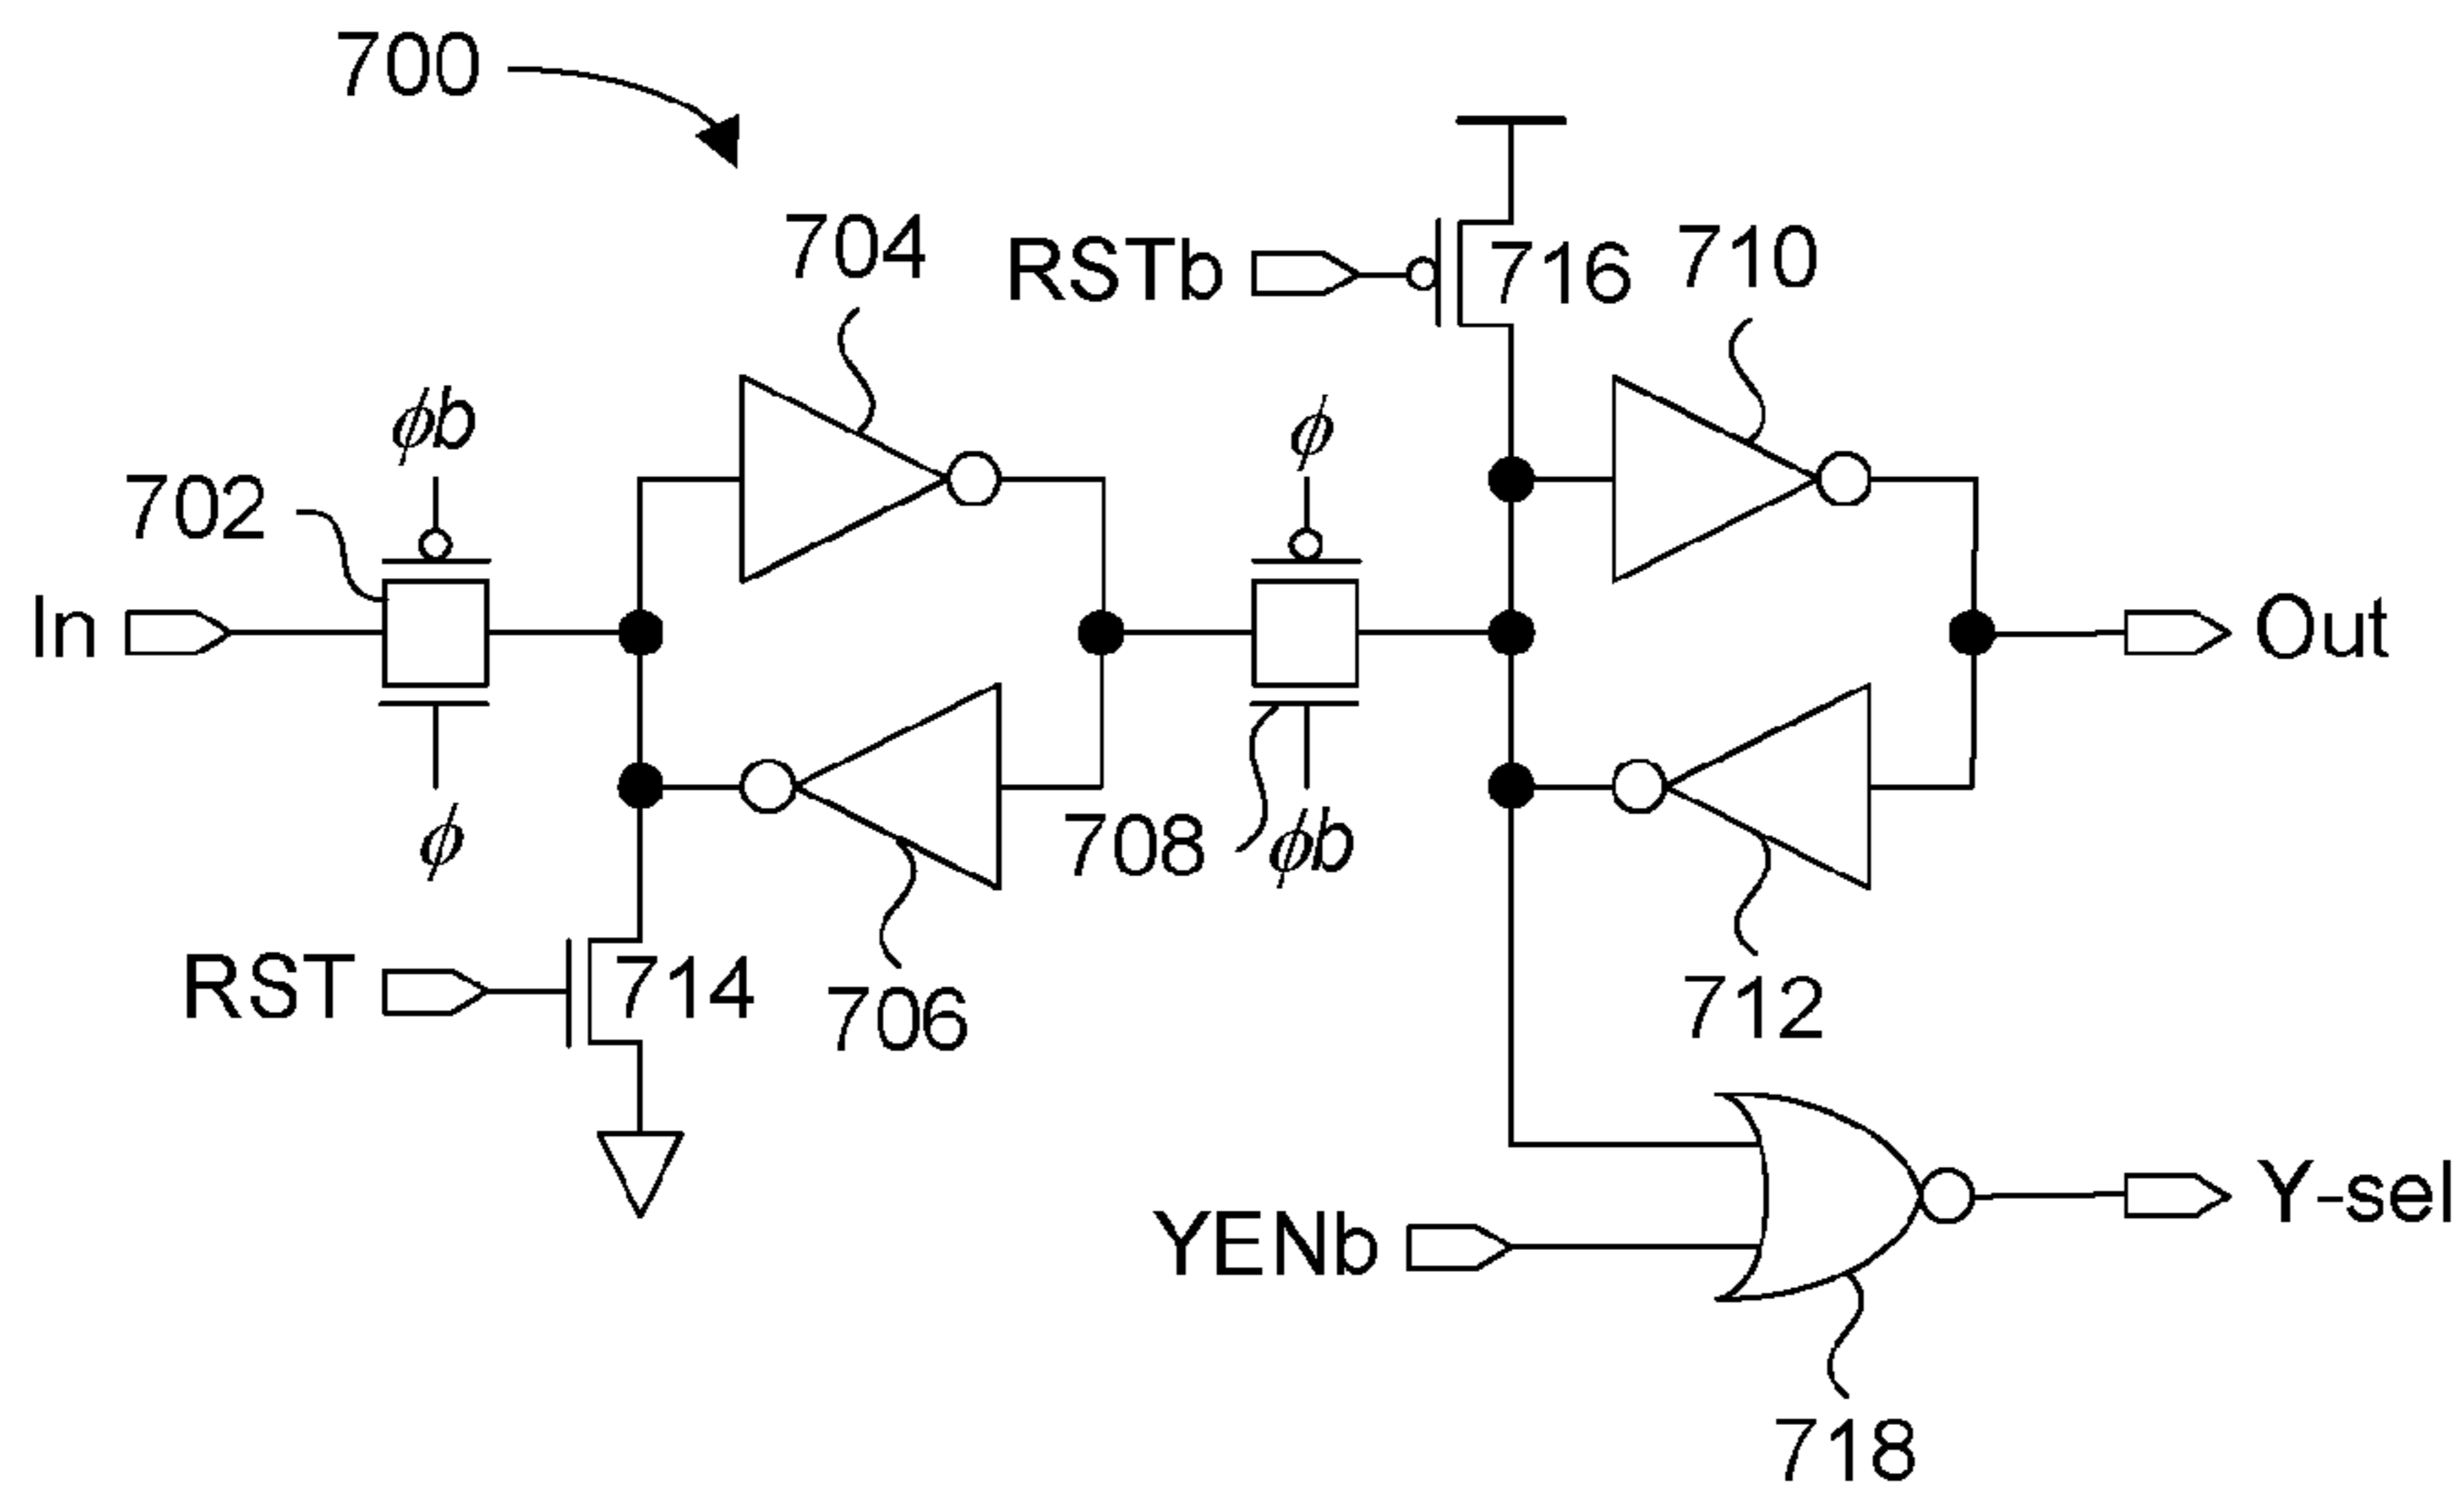 700
704
RSTb
716
710
ϕb
ϕ
702
In
Out
708
ϕb
ϕ
RST
714
706
712
YENb
Y-sel
718